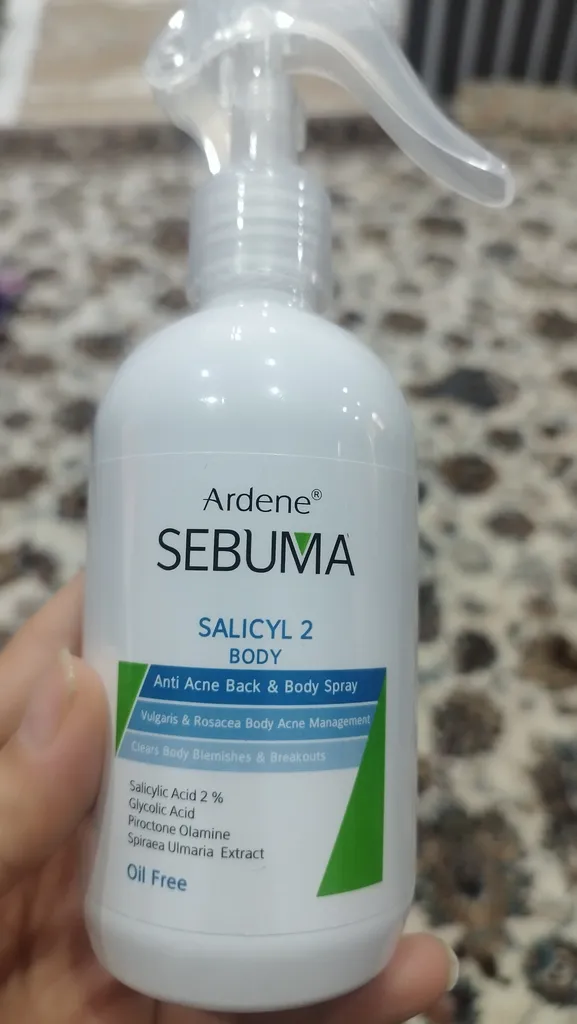 Ardene®
SEBUMA
SALICYL 2
BODY
Anti Acne Back & Body Spray
Vulgaris & Rosacea Body Acne Management
Clears Body Blemishes & Breakouts
Salicylic Acid 2 %
Glycolic Acid
Piroctone Olamine
Spiraea Ulmaria Extract
Oil Free